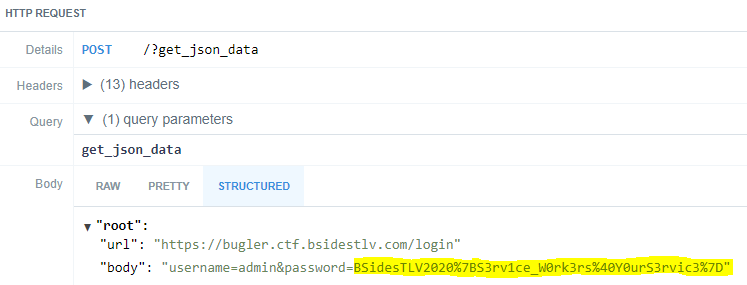 HTTP REQUEST
Details POST /?get_json_data
Headers ▶ (13) headers
Query ▼ (1) query parameters
get_json_data
Body RAW PRETTY STRUCTURED
▼ "root":
"url": "https://bugler.ctf.bsidestlv.com/login"
"body": "username=admin&password=BSidesTLV2020%7BS3rv1ce_W0rk3rs%40Y0urS3rvic3%7D"